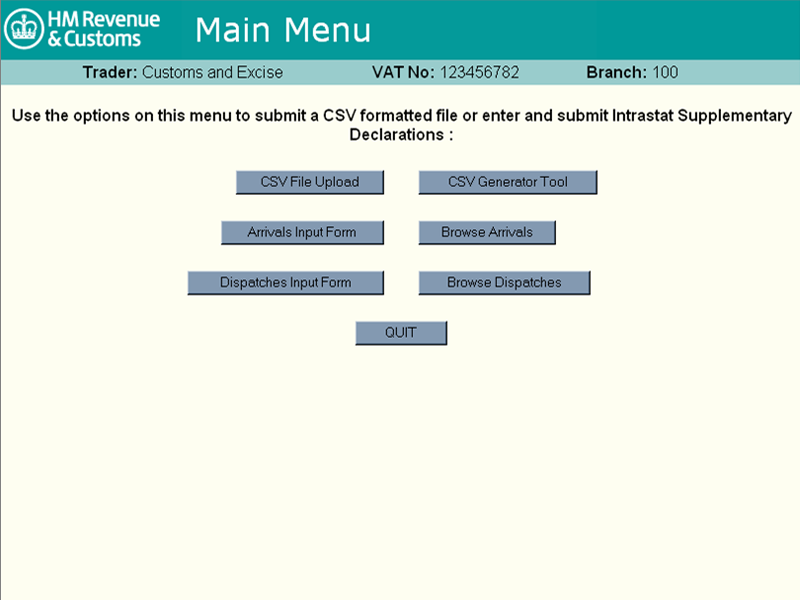 HM Revenue
& Customs
Main Menu
Trader: Customs and Excise VAT No: 123456782 Branch: 100
Use the options on this menu to submit a CSV formatted file or enter and submit Intrastat Supplementary
Declarations :
CSV File Upload CSV Generator Tool
Arrivals Input Form Browse Arrivals
Dispatches Input Form Browse Dispatches
QUIT